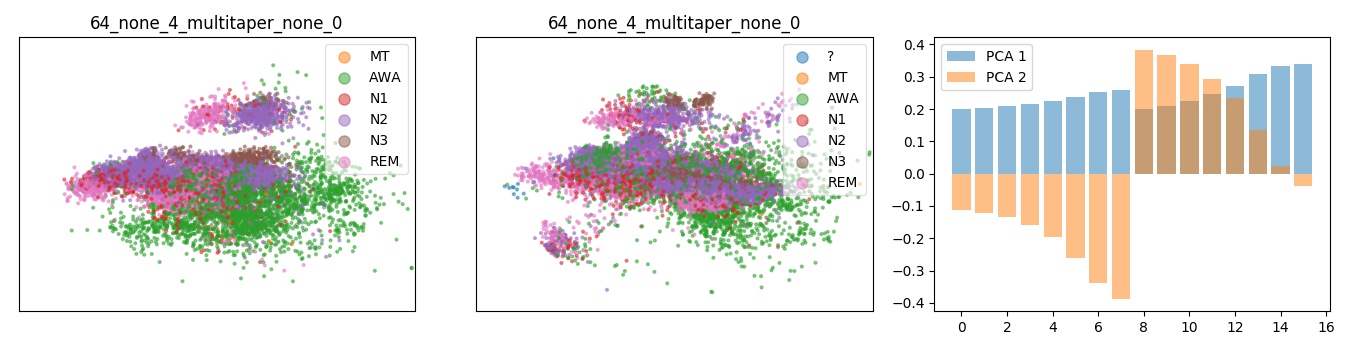 64_none_4_multitaper_none_0
MT
AWA
N1
N2
N3
REM
64_none_4_multitaper_none_0
?
MT
AWA
N1
N2
N3
REM
PCA 1
PCA 2
0.4
0.3
0.2
0.1
0.0
−0.1
−0.2
−0.3
−0.4
0 2 4 6 8 10 12 14 16